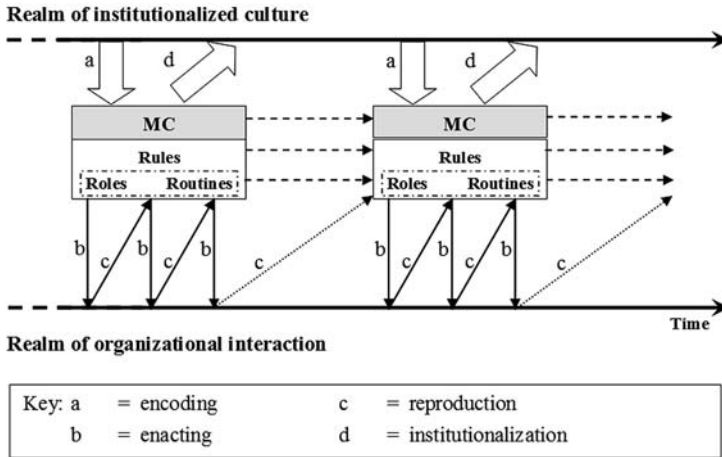 Realm of institutionalized culture
a d a d
MC MC
Rules Rules
Roles Routines Roles Routines
b c b c b c b c b c b c
Time
Realm of organizational interaction
Key: a = encoding c = reproduction
b = enacting d = institutionalization